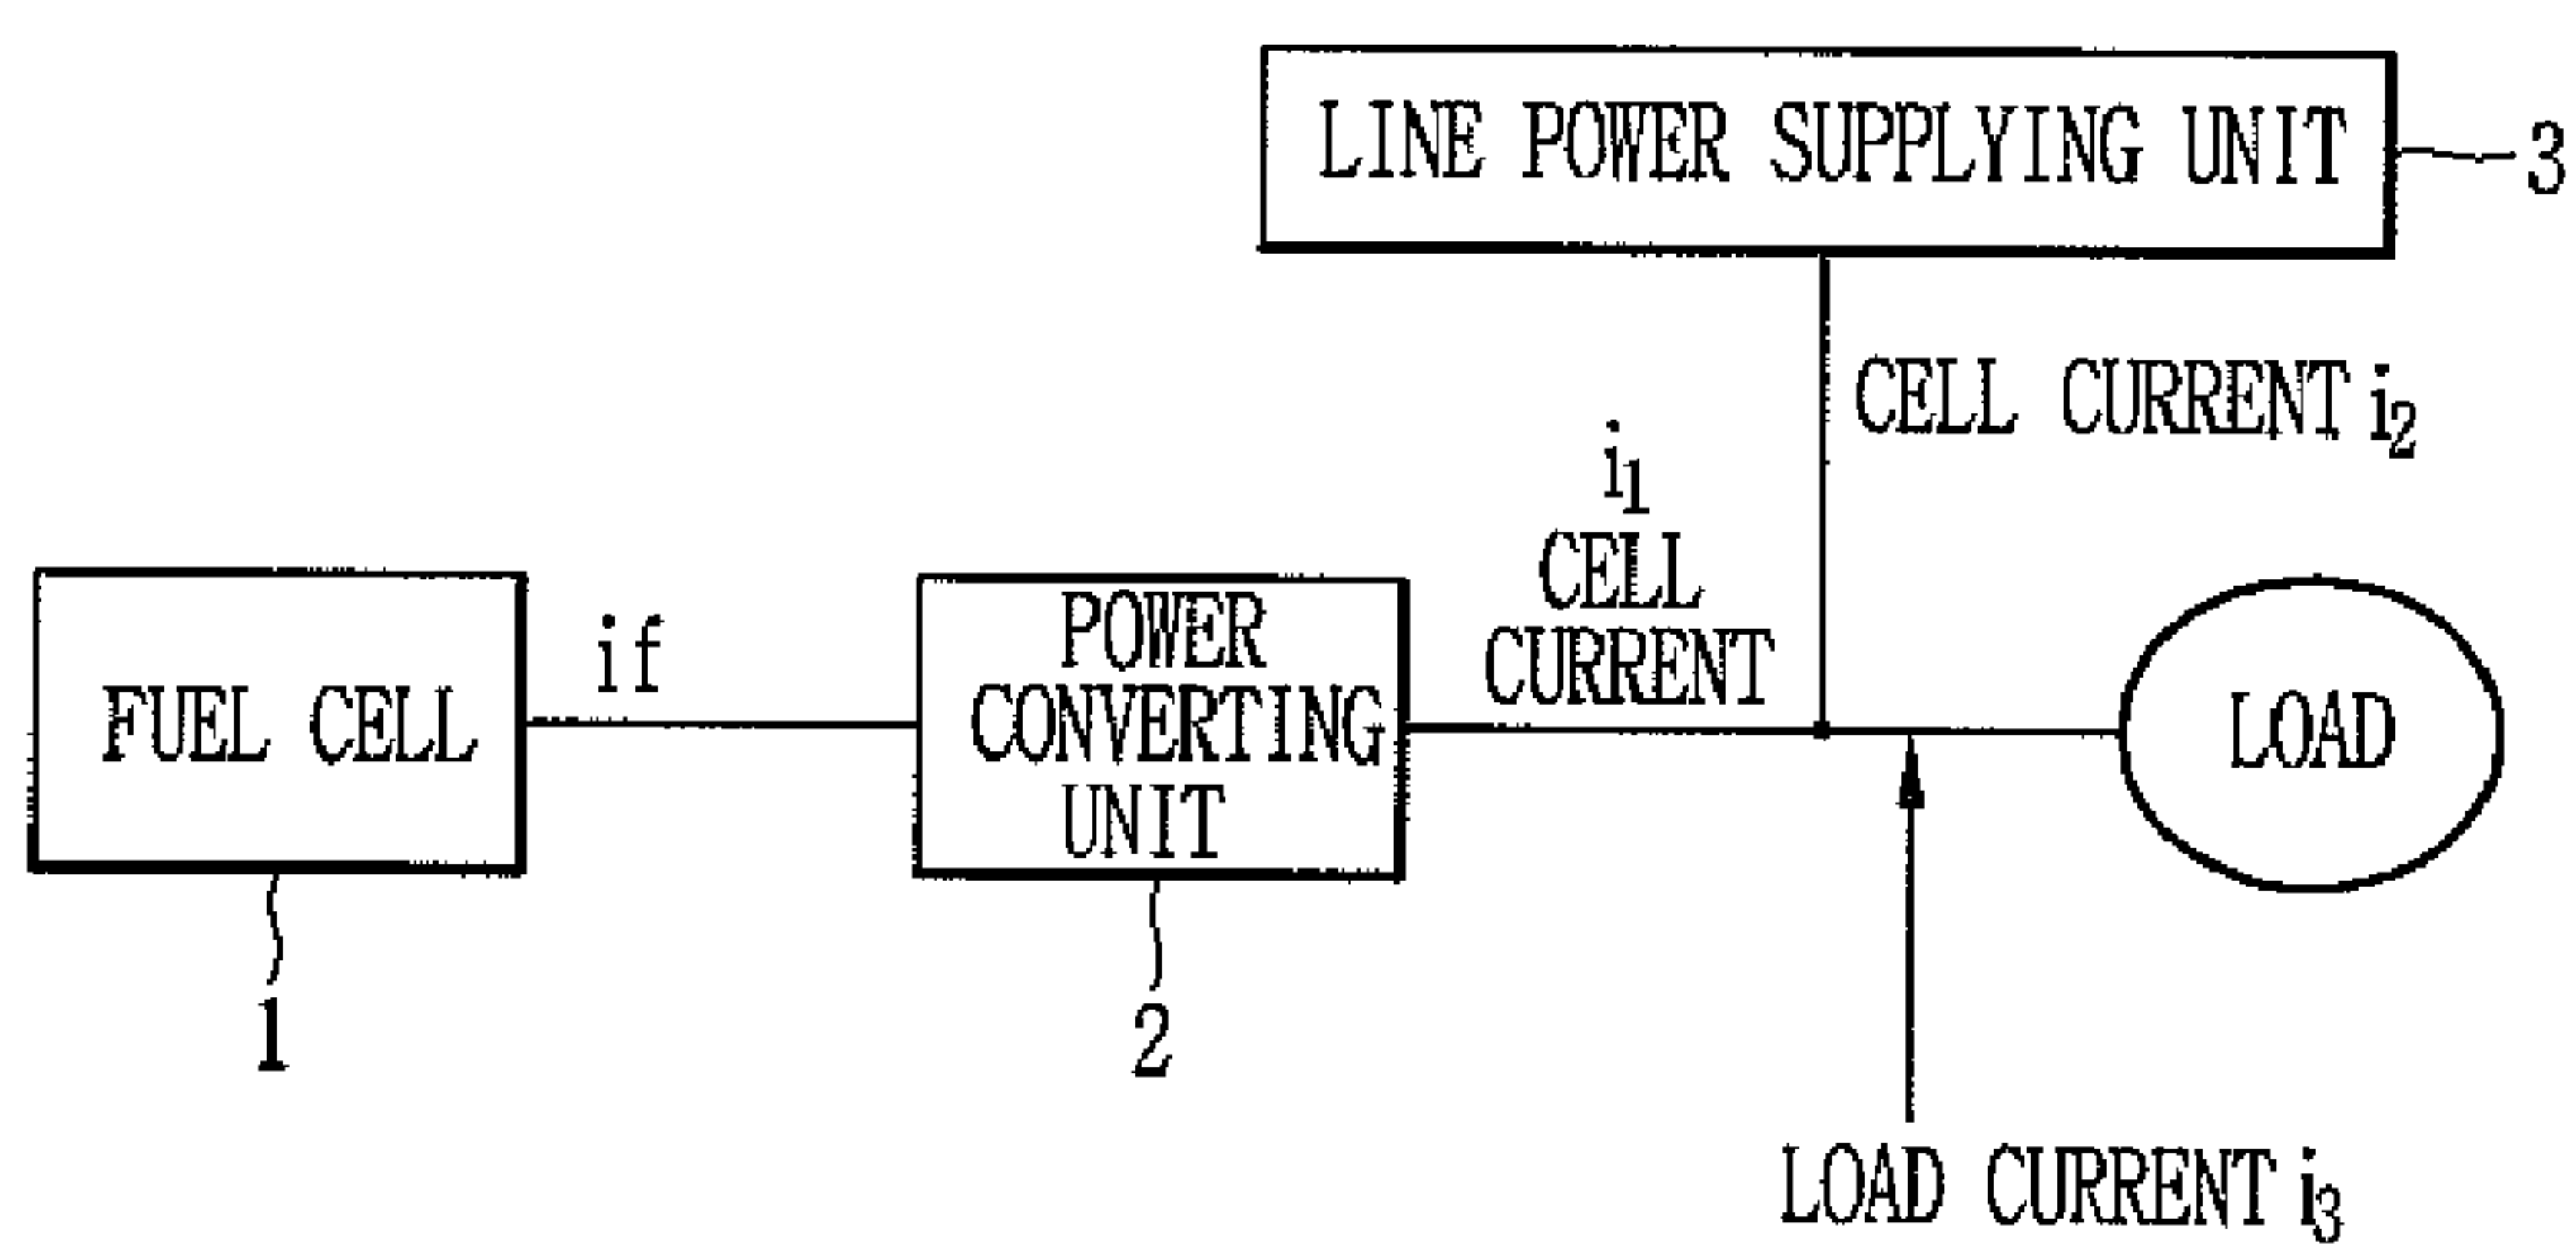 LINE POWER SUPPLYING UNIT
3
CELL CURRENT i₂
i₁
CELL
CURRENT
FUEL CELL
if
POWER
CONVERTING
UNIT
LOAD
1
2
LOAD CURRENT i₃